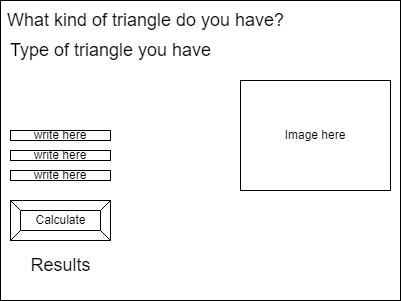 What kind of triangle do you have?
Type of triangle you have
write here
write here
write here
Image here
Calculate
Results